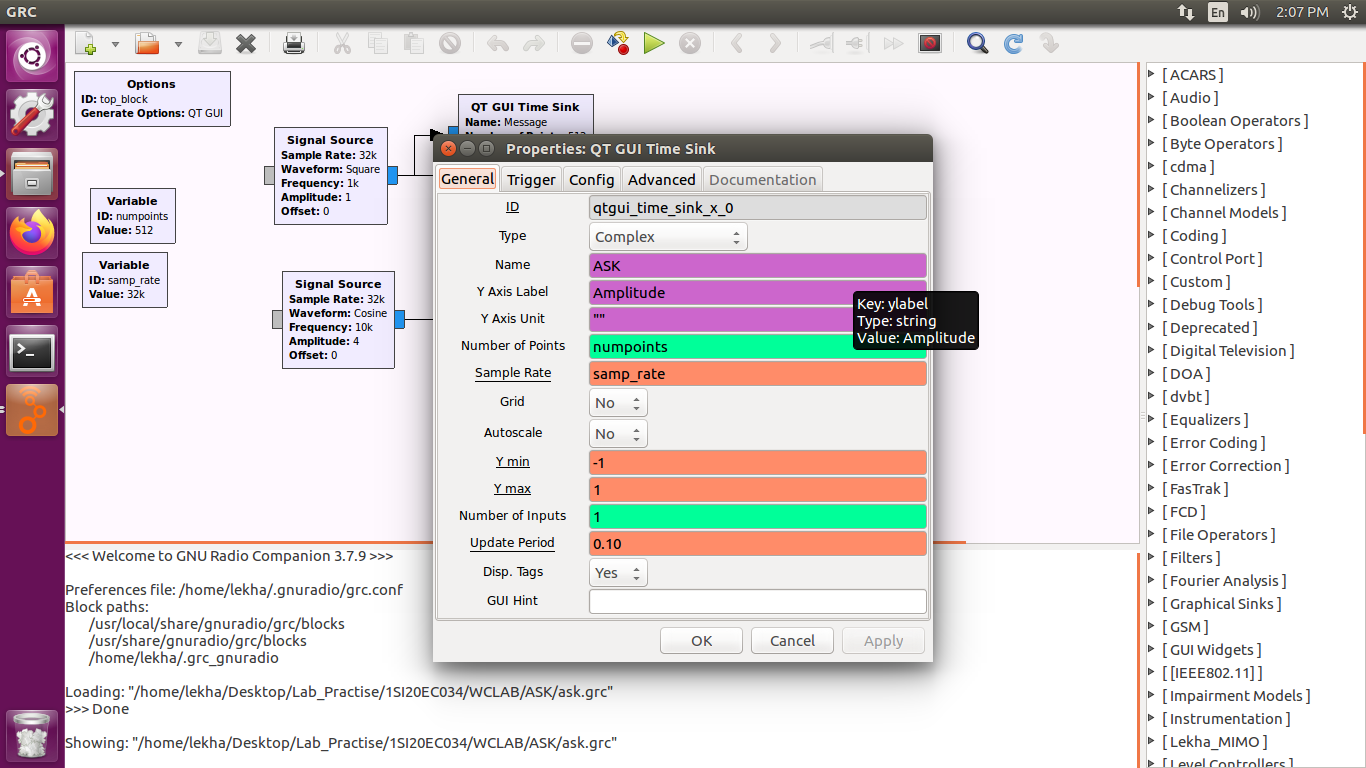 GRC
En
2:07 PM
Options
ID: top_block
Generate Options: QT GUI
Variable
ID: numpoints
Value: 512
Variable
ID: samp_rate
Value: 32k
Signal Source
Sample Rate: 32k
Waveform: Square
Frequency: 1k
Amplitude: 1
Offset: 0
Signal Source
Sample Rate: 32k
Waveform: Cosine
Frequency: 10k
Amplitude: 4
Offset: 0
QT GUI Time Sink
Name: Message
Number of Points: 512
Properties: QT GUI Time Sink
General Trigger Config Advanced Documentation
ID qtgui_time_sink_x_0
Type Complex
Name ASK
Y Axis Label Amplitude
Y Axis Unit ""
Number of Points numpoints
Sample Rate samp_rate
Grid No
Autoscale No
Y min -1
Y max 1
Number of Inputs 1
Update Period 0.10
Disp. Tags Yes
GUI Hint
OK Cancel Apply
Key: ylabel
Type: string
Value: Amplitude
<<< Welcome to GNU Radio Companion 3.7.9 >>>
Preferences file: /home/lekha/.gnuradio/grc.conf
Block paths:
/usr/local/share/gnuradio/grc/blocks
/usr/share/gnuradio/grc/blocks
/home/lekha/.grc_gnuradio
Loading: "/home/lekha/Desktop/Lab_Practise/1SI20EC034/WCLAB/ASK/ask.grc"
>>> Done
Showing: "/home/lekha/Desktop/Lab_Practise/1SI20EC034/WCLAB/ASK/ask.grc"
[ ACARS ]
[ Audio ]
[ Boolean Operators ]
[ Byte Operators ]
[ cdma ]
[ Channelizers ]
[ Channel Models ]
[ Coding ]
[ Control Port ]
[ Custom ]
[ Debug Tools ]
[ Deprecated ]
[ Digital Television ]
[ DOA ]
[ dvbt ]
[ Equalizers ]
[ Error Coding ]
[ Error Correction ]
[ FasTrak ]
[ FCD ]
[ File Operators ]
[ Filters ]
[ Fourier Analysis ]
[ Graphical Sinks ]
[ GSM ]
[ GUI Widgets ]
[ [IEEE802.11] ]
[ Impairment Models ]
[ Instrumentation ]
[ Lekha_MIMO ]
[ Level Controllers ]